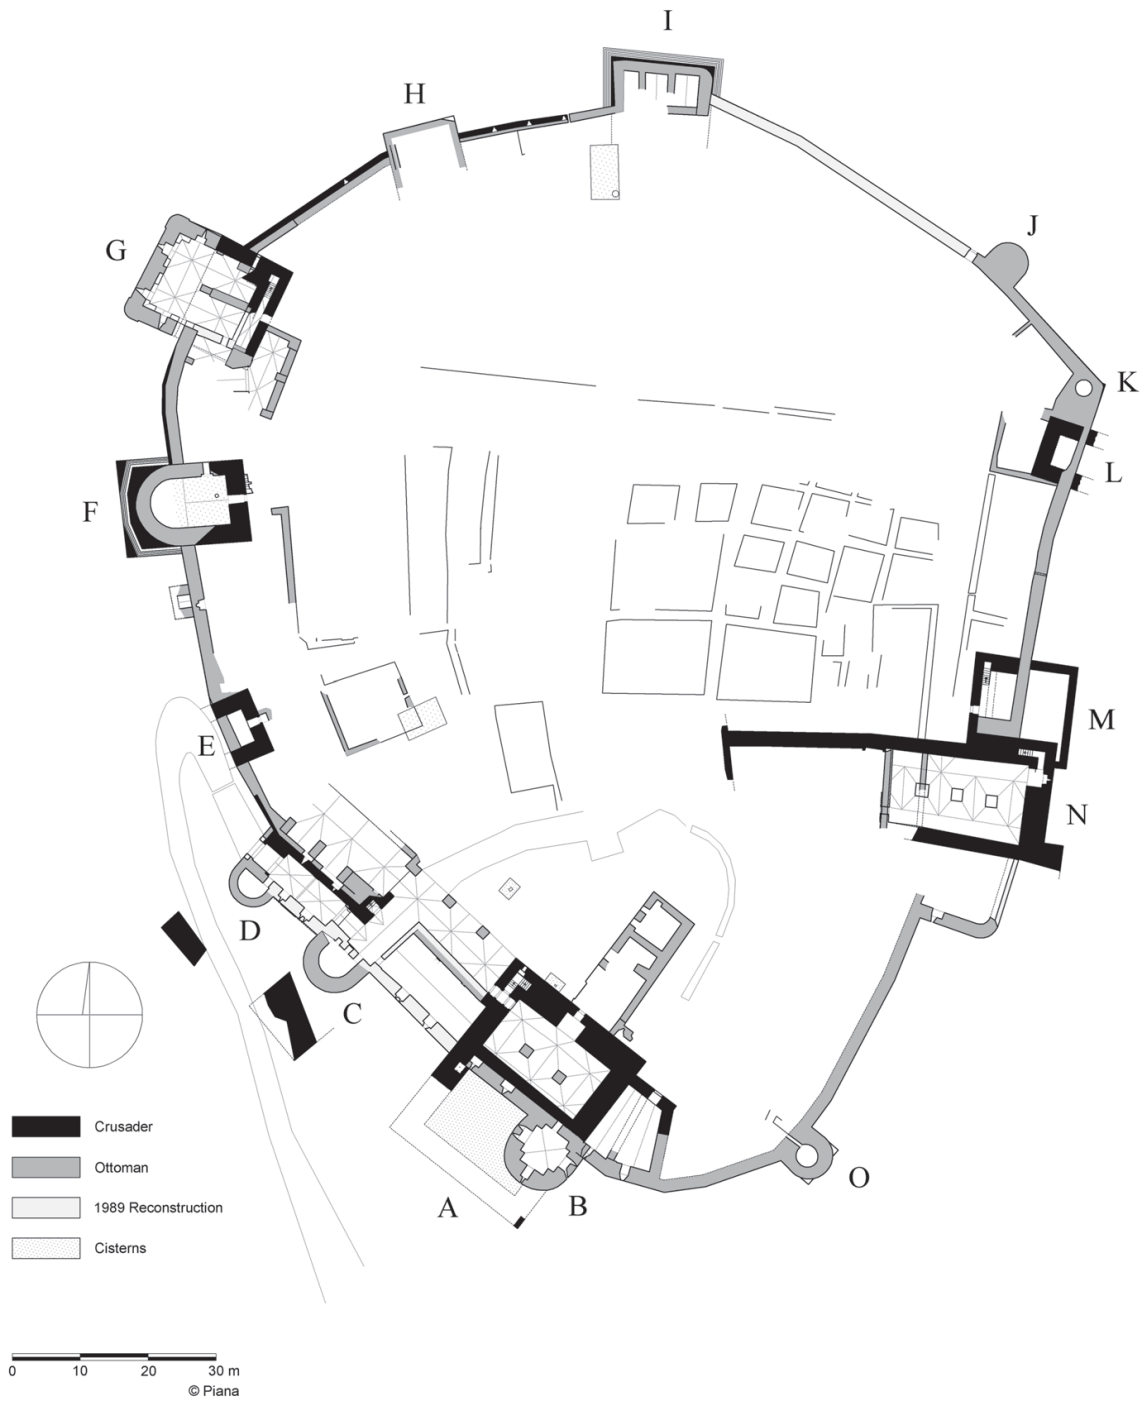 I
H
J
G
K
L
F
M
E
N
D
C
O
A
B
Crusader
Ottoman
1989 Reconstruction
Cisterns
0 10 20 30 m
© Piana